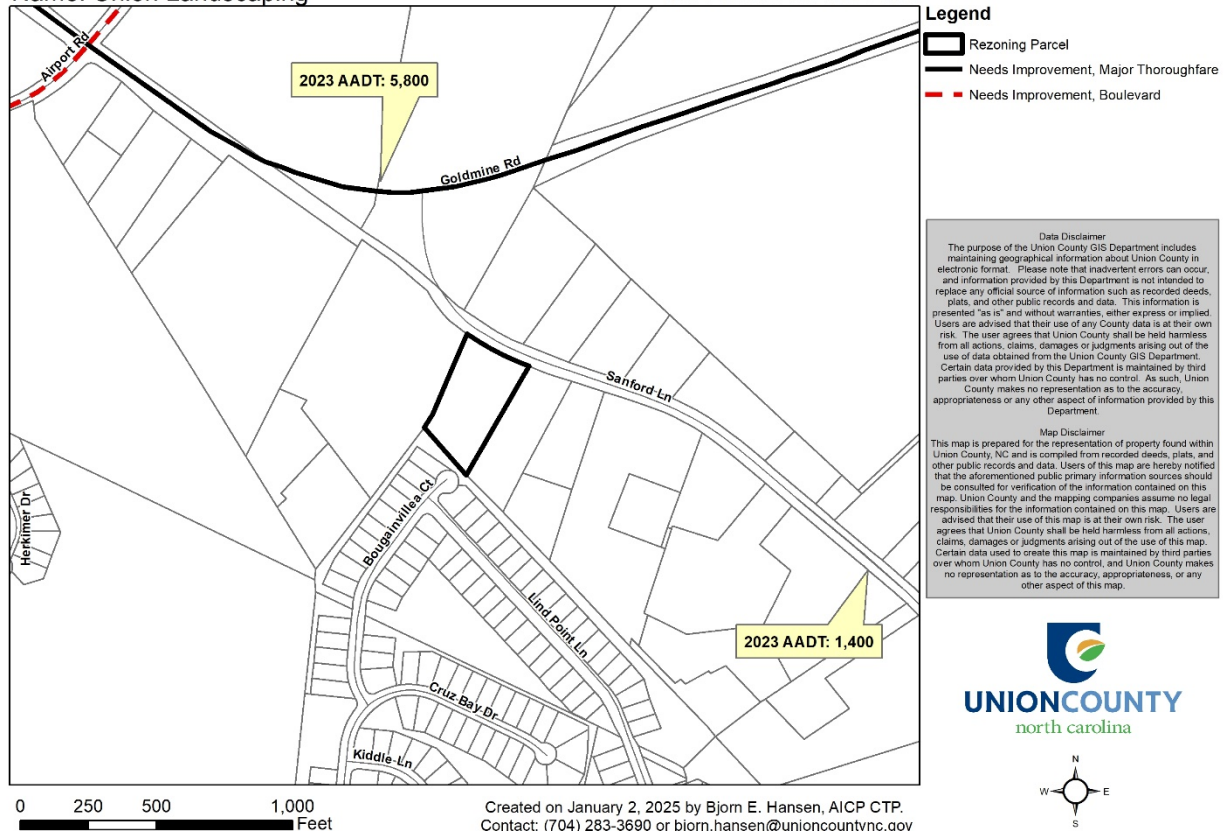 Legend
Rezoning Parcel
Needs Improvement, Major Thoroughfare
Needs Improvement, Boulevard
Airport Rd
2023 AADT: 5,800
Goldmine Rd
Sanford Ln
Herkimer Dr
Bougainvillea Ct
Lind Point Ln
2023 AADT: 1,400
Cruz Bay Dr
Kiddle Ln
Data Disclaimer
The purpose of the Union County GIS Department includes
maintaining geographical information about Union County in
electronic format. Please note that inadvertent errors can occur,
and information provided by this Department is not intended to
replace any official source of information such as recorded deeds,
plats, and other public records and data. This information is
presented "as is" and without warranties, either express or implied.
Users are advised that their use of any County data is at their own
risk. The user agrees that Union County shall be held harmless
from all actions, claims, damages or judgments arising out of the
use of data obtained from the Union County GIS Department.
Certain data provided by this Department is maintained by third
parties over whom Union County has no control. As such, Union
County makes no representation as to the accuracy,
appropriateness or any other aspect of information provided by this
Department.
Map Disclaimer
This map is prepared for the representation of property found within
Union County, NC and is compiled from recorded deeds, plats, and
other public records and data. Users of this map are hereby notified
that the aforementioned public primary information sources should
be consulted for verification of the information contained on this
map. Union County and the mapping companies assume no legal
responsibilities for the information contained on this map. Users are
advised that their use of this map is at their own risk. The user
agrees that Union County shall be held harmless from all actions,
claims, damages or judgments arising out of the use of this map.
Certain data used to create this map is maintained by third parties
over whom Union County has no control, and Union County makes
no representation as to the accuracy, appropriateness, or any
other aspect of this map.
UNIONCOUNTY
north carolina
N
W E
S
0 250 500 1,000
Feet
Created on January 2, 2025 by Bjorn E. Hansen, AICP CTP.
Contact: (704) 283-3690 or bjorn.hansen@unioncountync.gov